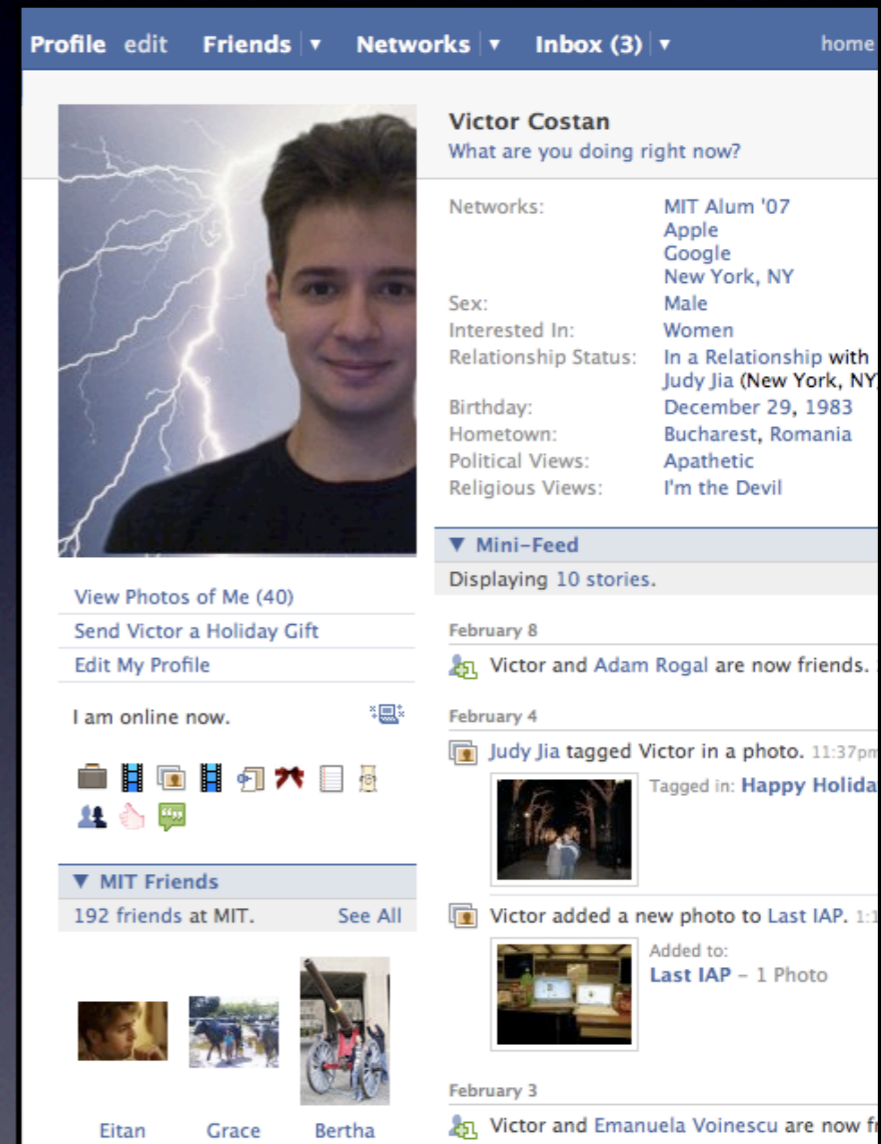 Profile edit Friends Networks Inbox (3) home
Victor Costan
What are you doing right now?
Networks: MIT Alum '07
Apple
Google
New York, NY
Sex: Male
Interested In: Women
Relationship Status: In a Relationship with
Judy Jia (New York, NY)
Birthday: December 29, 1983
Hometown: Bucharest, Romania
Political Views: Apathetic
Religious Views: I'm the Devil
View Photos of Me (40)
Send Victor a Holiday Gift
Edit My Profile
I am online now.
MIT Friends
192 friends at MIT. See All
Eitan Grace Bertha
Mini-Feed
Displaying 10 stories.
February 8
Victor and Adam Rogal are now friends.
February 4
Judy Jia tagged Victor in a photo. 11:37pm
Tagged in: Happy Holida
Victor added a new photo to Last IAP. 1:1
Added to:
Last IAP – 1 Photo
February 3
Victor and Emanuela Voinescu are now fr